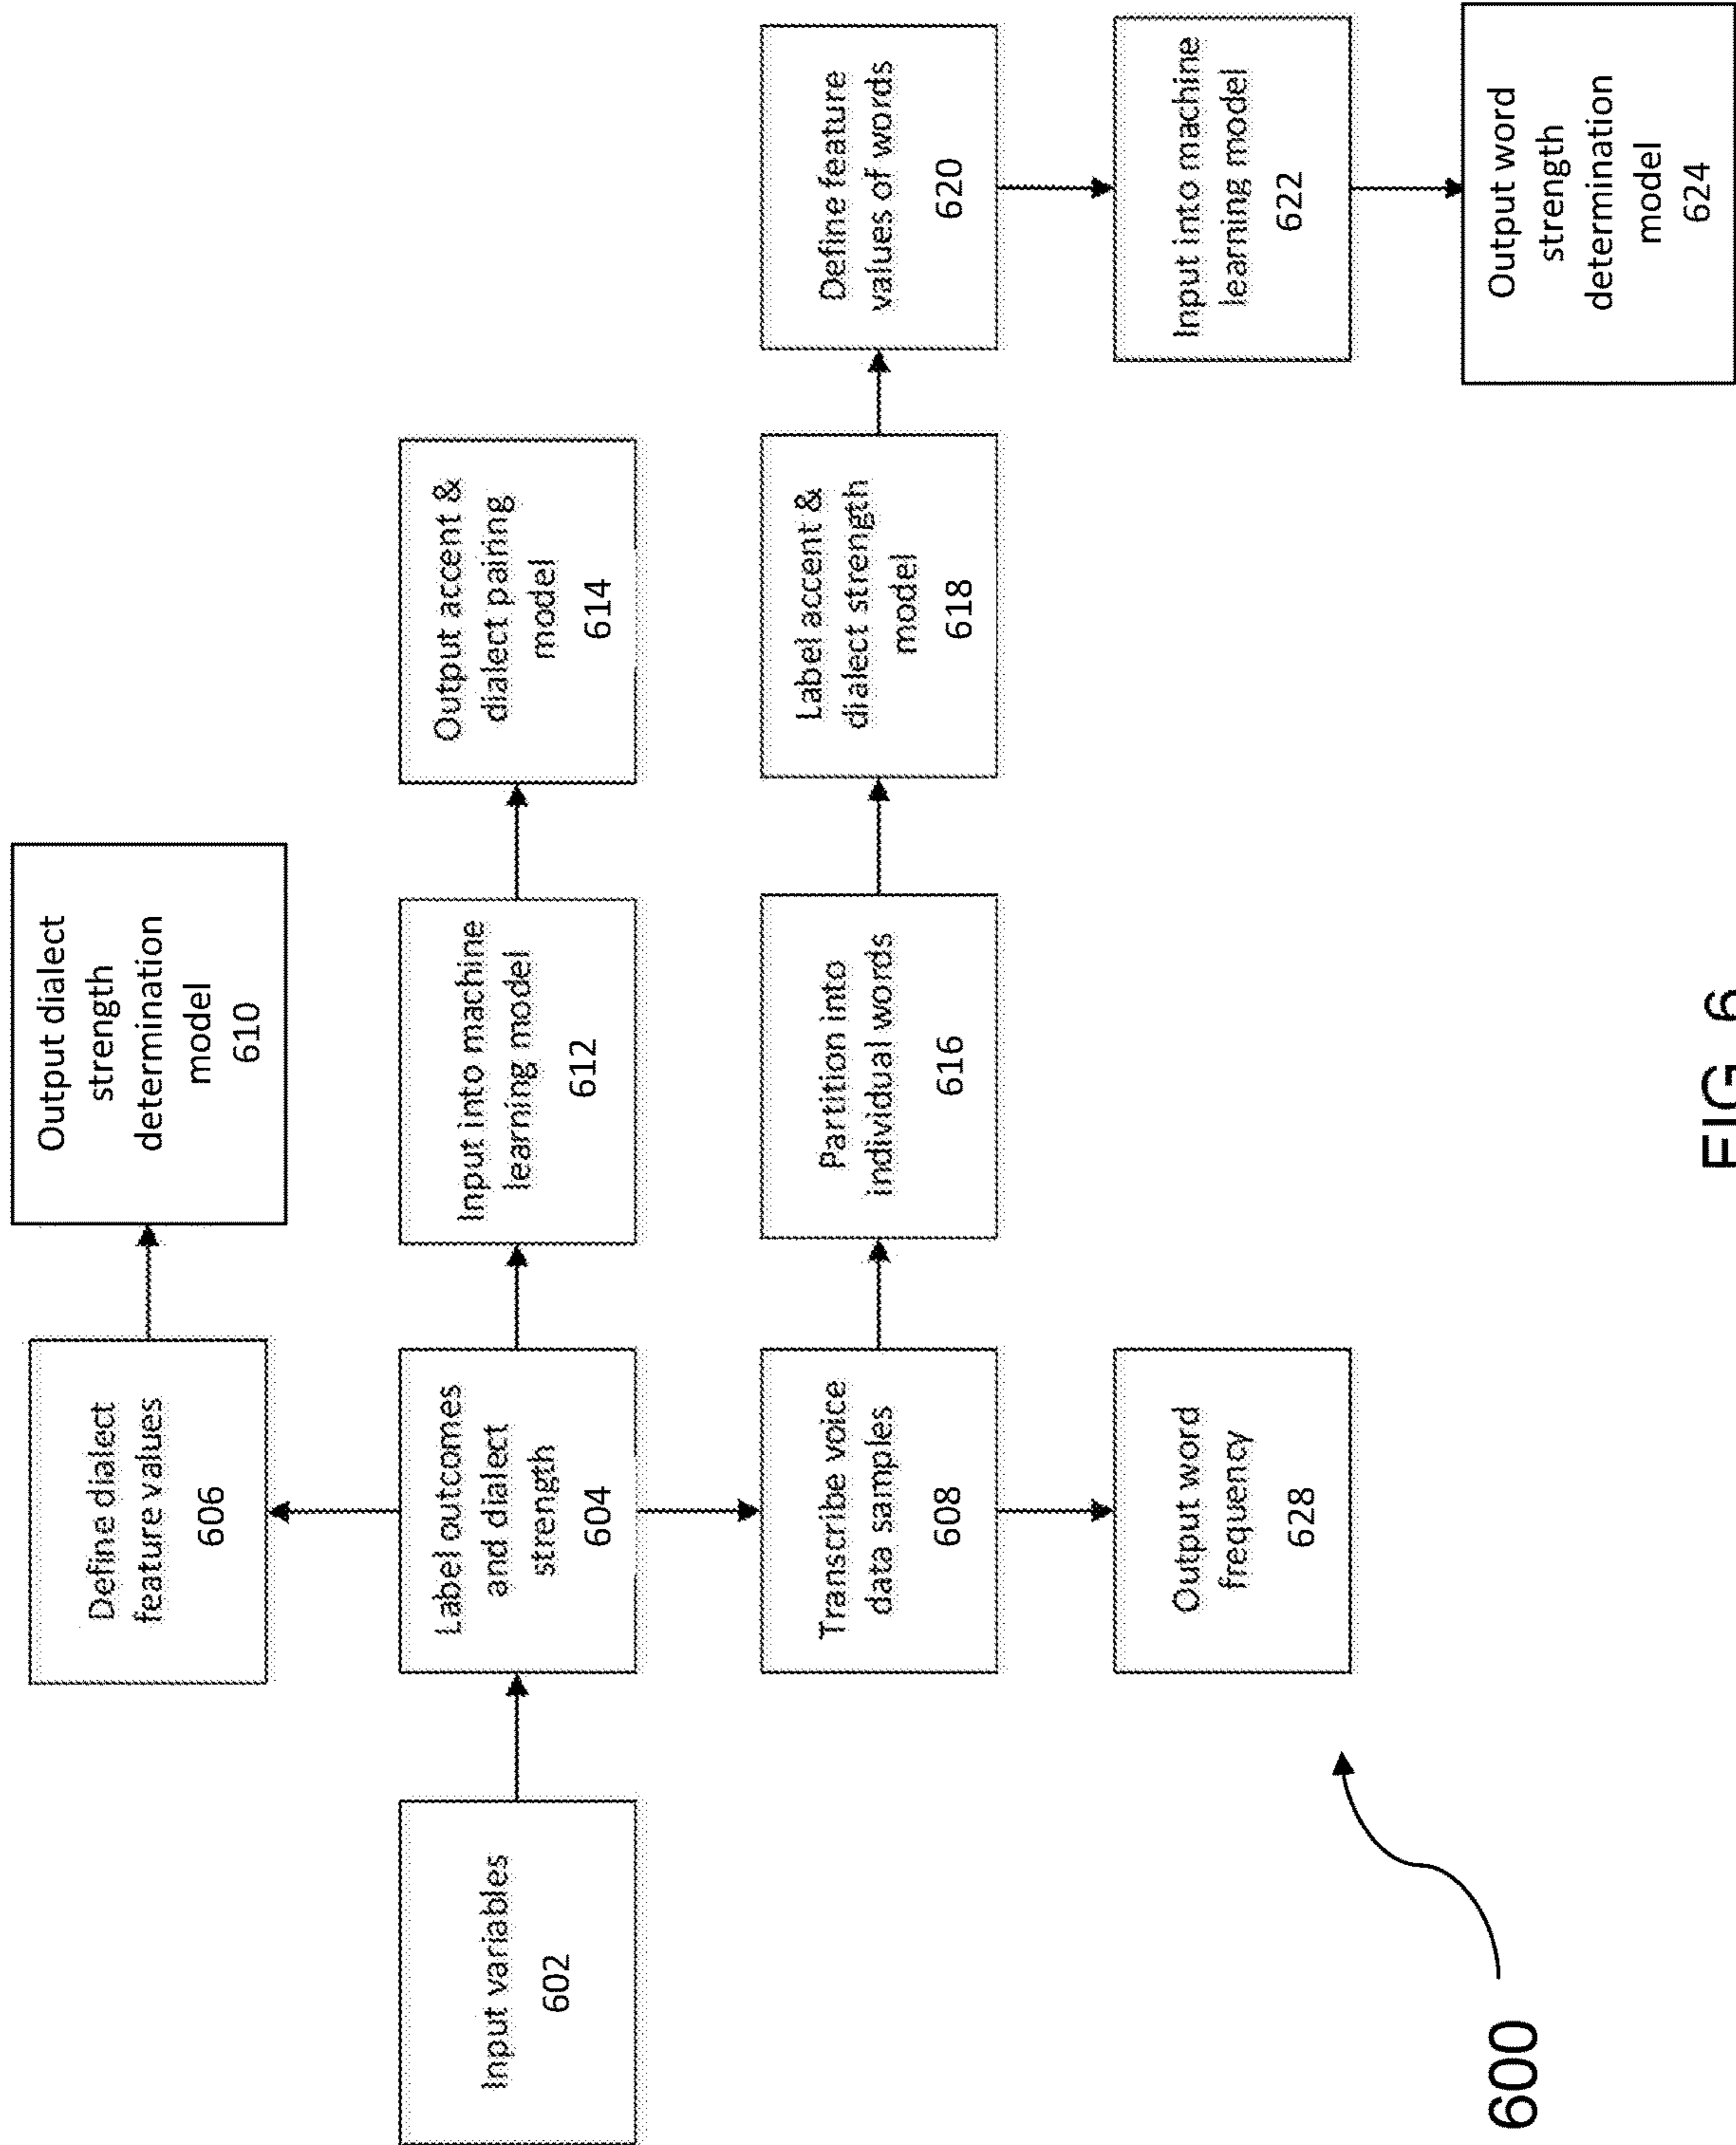 Define dialect
feature values
606
Output dialect
strength
determination
model
610
Input variables
602
Label outcomes
and dialect
strength
604
Input into machine
learning model
612
Output accent &
dialect pairing
model
614
Transcribe voice
data samples
608
Partition into
individual words
616
Label accent &
dialect strength
model
618
Define feature
values of words
620
Output word
frequency
628
Input into machine
learning model
622
Output word
strength
determination
model
624
600
FIG. 6